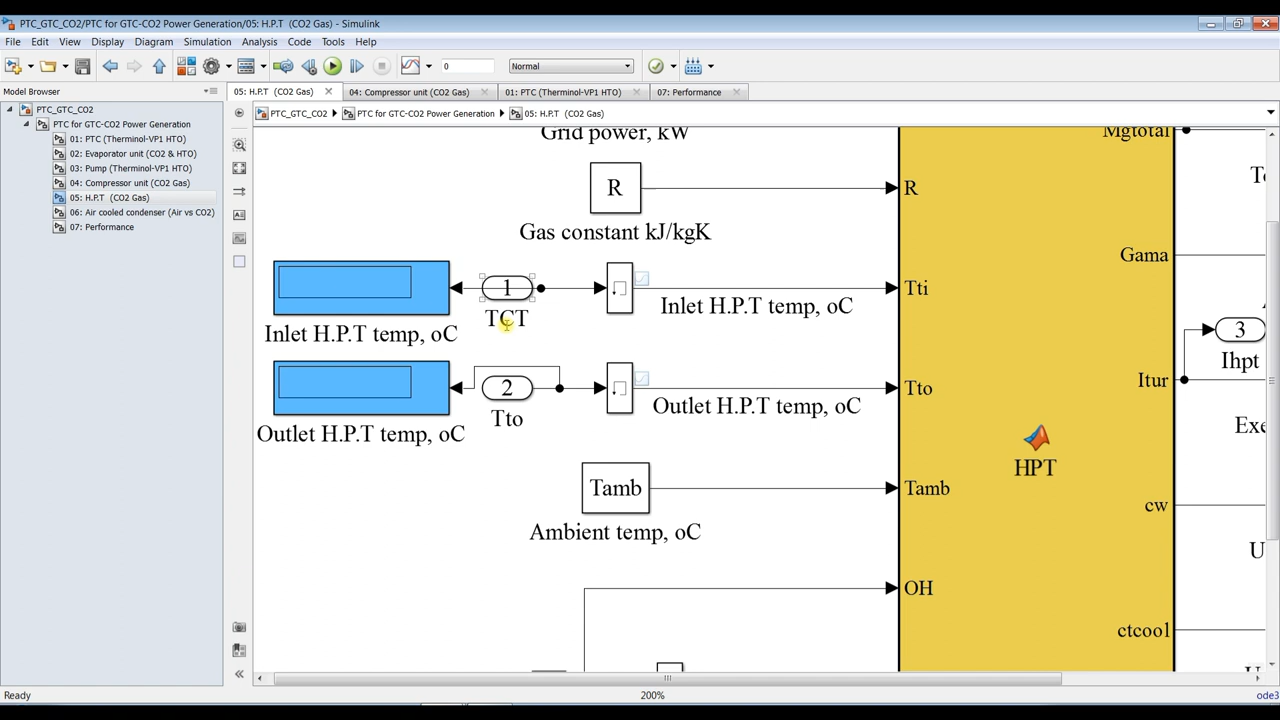 PTC_GTC_CO2/PTC for GTC-CO2 Power Generation/05: H.P.T  (CO2 Gas) - Simulink
File Edit View Display Diagram Simulation Analysis Code Tools Help
0 Normal
Model Browser
05: H.P.T  (CO2 Gas) 04: Compressor unit (CO2 Gas) 01: PTC (Therminol-VP1 HTO) 07: Performance
PTC_GTC_CO2 PTC for GTC-CO2 Power Generation 05: H.P.T  (CO2 Gas)
PTC_GTC_CO2
PTC for GTC-CO2 Power Generation
01: PTC (Therminol-VP1 HTO)
02: Evaporator unit (CO2 & HTO)
03: Pump (Therminol-VP1 HTO)
04: Compressor unit (CO2 Gas)
05: H.P.T  (CO2 Gas)
06: Air cooled condenser (Air vs CO2)
07: Performance
Grid power, kW
Mgtotal
R
R
Gas constant kJ/kgK
Gama
1
TCT
Inlet H.P.T temp, oC
Inlet H.P.T temp, oC
Tti
3
Ihpt
Itur
2
Tto
Outlet H.P.T temp, oC
Outlet H.P.T temp, oC
Tto
Exe
HPT
Tamb
Tamb
Ambient temp, oC
cw
U
OH
ctcool
Ready
200%
ode3